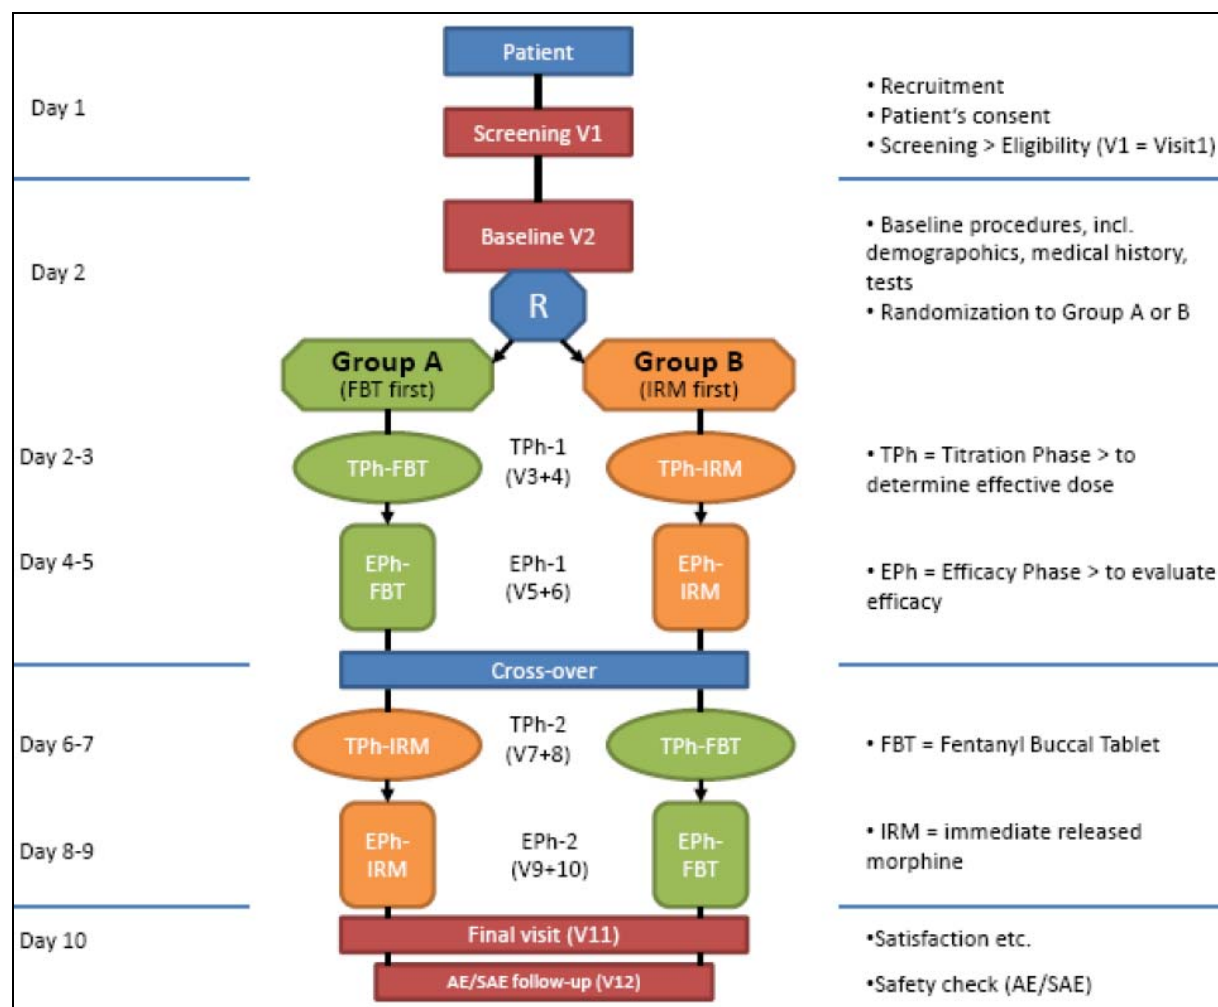 Patient
Day 1
Screening V1
• Recruitment
• Patient's consent
• Screening > Eligibility (V1 = Visit1)
Day 2
Baseline V2
R
• Baseline procedures, incl.
demograpohics, medical history,
tests
• Randomization to Group A or B
Group A
(FBT first)
Group B
(IRM first)
Day 2-3
TPh-FBT
TPh-1
(V3+4)
TPh-IRM
• TPh = Titration Phase > to
determine effective dose
Day 4-5
EPh-
FBT
EPh-1
(V5+6)
EPh-
IRM
• EPh = Efficacy Phase > to evaluate
efficacy
Cross-over
Day 6-7
TPh-IRM
TPh-2
(V7+8)
TPh-FBT
• FBT = Fentanyl Buccal Tablet
Day 8-9
EPh-
IRM
EPh-2
(V9+10)
EPh-
FBT
• IRM = immediate released
morphine
Day 10
Final visit (V11)
AE/SAE follow-up (V12)
•Satisfaction etc.
•Safety check (AE/SAE)